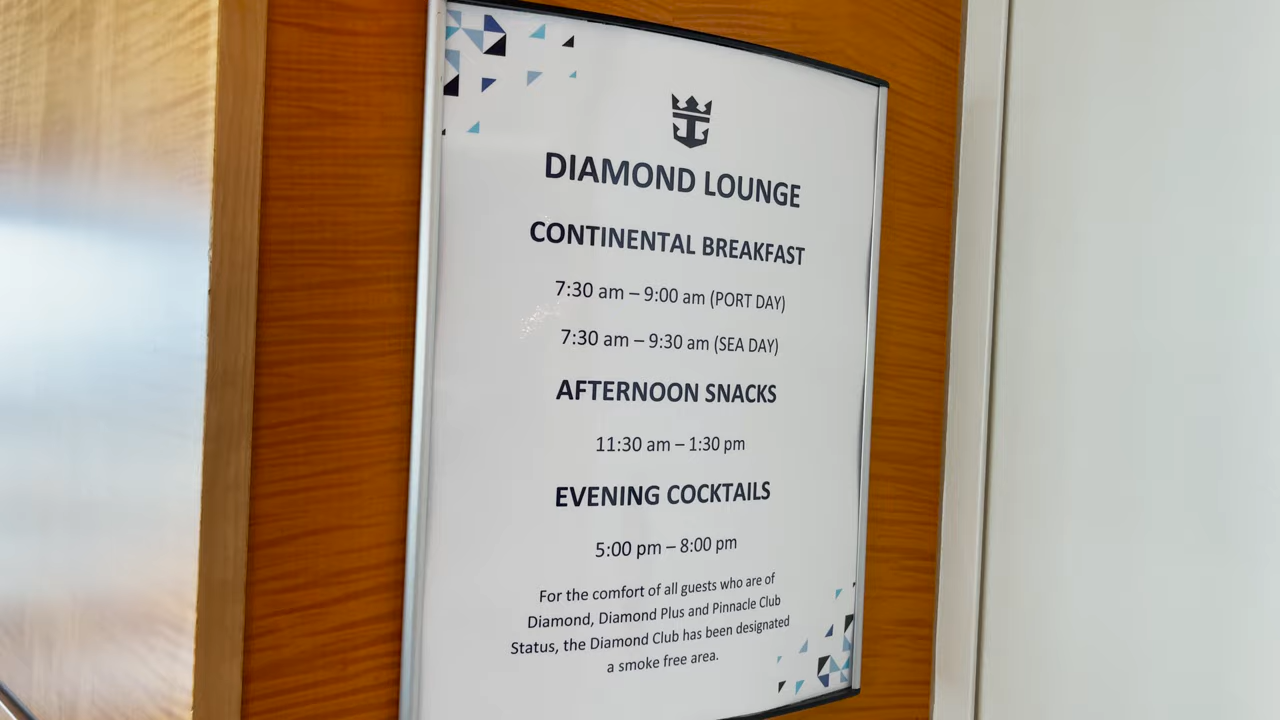 DIAMOND LOUNGE
CONTINENTAL BREAKFAST
7:30 am – 9:00 am (PORT DAY)
7:30 am – 9:30 am (SEA DAY)
AFTERNOON SNACKS
11:30 am – 1:30 pm
EVENING COCKTAILS
5:00 pm – 8:00 pm
For the comfort of all guests who are of
Diamond, Diamond Plus and Pinnacle Club
Status, the Diamond Club has been designated
a smoke free area.